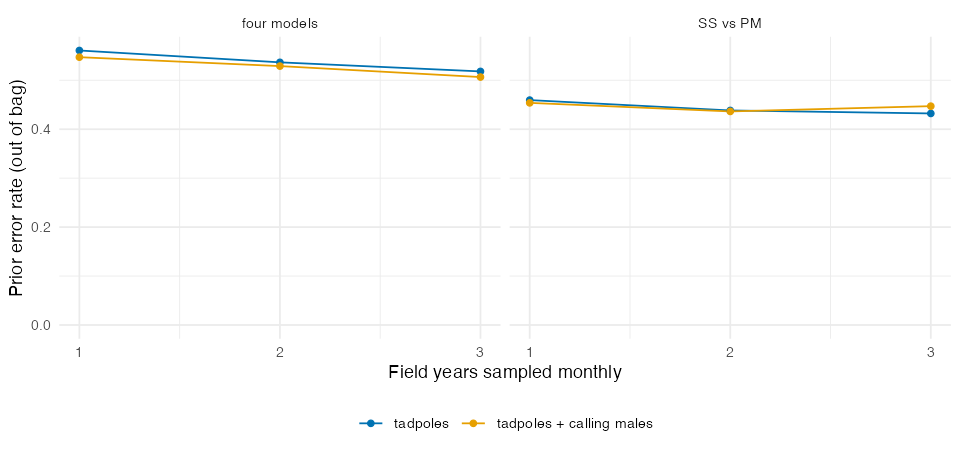 four models
SS vs PM
Prior error rate (out of bag)
0.4
0.2
0.0
1
2
3
1
2
3
Field years sampled monthly
tadpoles
tadpoles + calling males